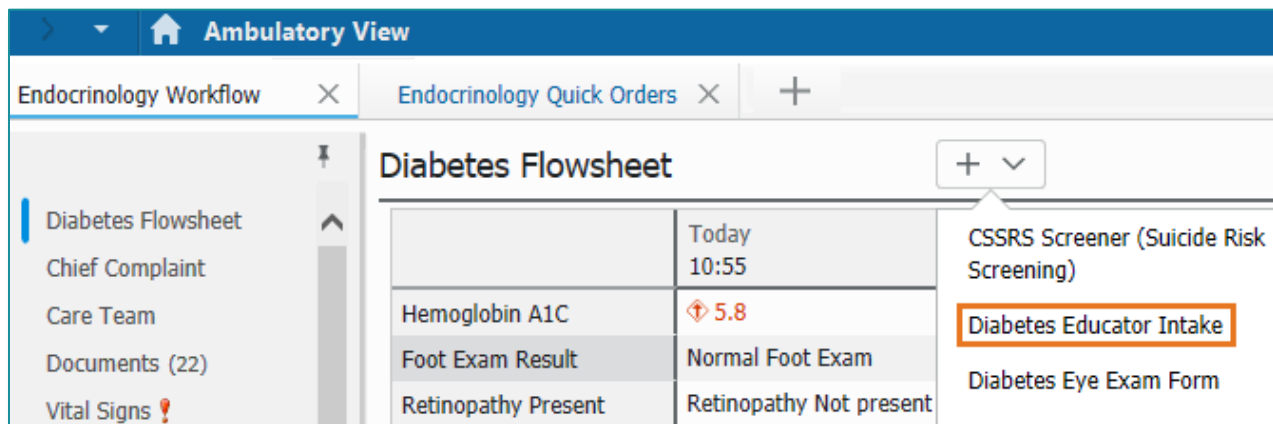 Ambulatory View
Endocrinology Workflow
Endocrinology Quick Orders
Diabetes Flowsheet
Chief Complaint
Care Team
Documents (22)
Vital Signs
Diabetes Flowsheet
Today
10:55
Hemoglobin A1C 5.8
Foot Exam Result Normal Foot Exam
Retinopathy Present Retinopathy Not present
CSSRS Screener (Suicide Risk
Screening)
Diabetes Educator Intake
Diabetes Eye Exam Form